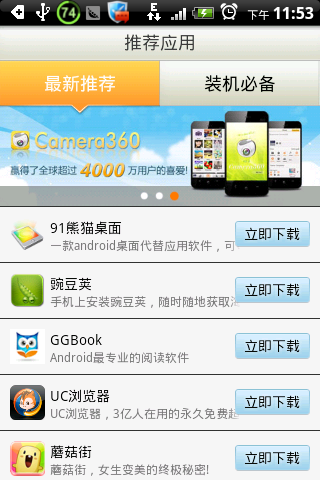 74
下午 11:53
推荐应用
最新推荐
装机必备
Camera360
赢得了全球超过 4000 万用户的喜爱!
91熊猫桌面
一款android桌面代替应用软件，可
立即下载
豌豆荚
手机上安装豌豆荚，随时随地获取
立即下载
GGBook
Android最专业的阅读软件
立即下载
UC浏览器
UC浏览器，3亿人在用的永久免费超
立即下载
蘑菇街
蘑菇街，女生变美的终极秘密!
立即下载